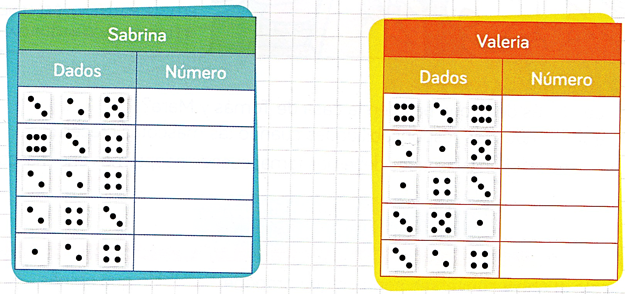 Sabrina
Dados Número
Valeria
Dados Número